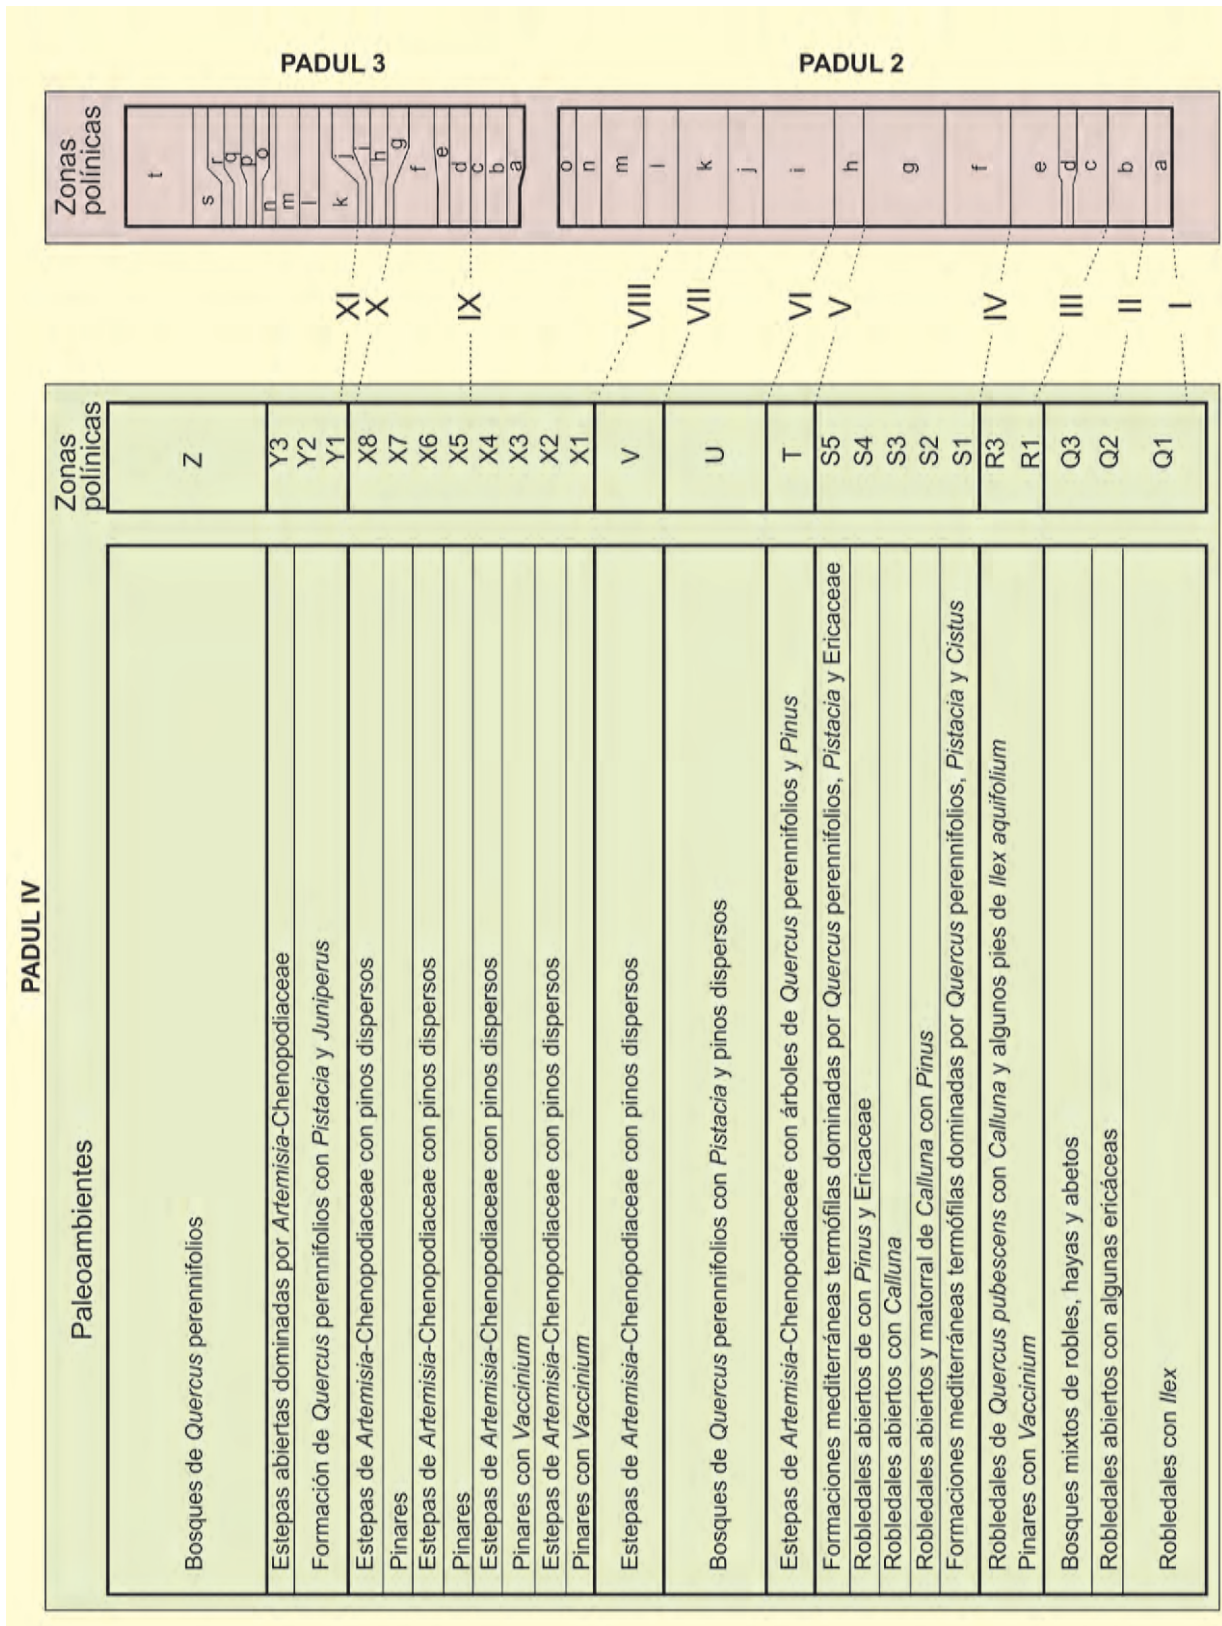 PADUL IV
PADUL 3
PADUL 2
Paleoambientes
Zonas
polínicas
Zonas
polínicas
Bosques de Quercus perennifolios
Estepas abiertas dominadas por Artemisia-Chenopodiaceae
Formación de Quercus perennifolios con Pistacia y Juniperus
Estepas de Artemisia-Chenopodiaceae con pinos dispersos
Pinares
Estepas de Artemisia-Chenopodiaceae con pinos dispersos
Pinares
Estepas de Artemisia-Chenopodiaceae con pinos dispersos
Pinares con Vaccinium
Estepas de Artemisia-Chenopodiaceae con pinos dispersos
Pinares con Vaccinium
Estepas de Artemisia-Chenopodiaceae con pinos dispersos
Bosques de Quercus perennifolios con Pistacia y pinos dispersos
Estepas de Artemisia-Chenopodiaceae con árboles de Quercus perennifolios y Pinus
Formaciones mediterráneas termófilas dominadas por Quercus perennifolios, Pistacia y Ericaceae
Robledales abiertos de con Pinus y Ericaceae
Robledales abiertos con Calluna
Robledales abiertos y matorral de Calluna con Pinus
Formaciones mediterráneas termófilas dominadas por Quercus perennifolios, Pistacia y Cistus
Robledales de Quercus pubescens con Calluna y algunos pies de Ilex aquifolium
Pinares con Vaccinium
Bosques mixtos de robles, hayas y abetos
Robledales abiertos con algunas ericáceas
Robledales con Ilex
Z
Y3
Y2
Y1
X8
X7
X6
X5
X4
X3
X2
X1
V
U
T
S5
S4
S3
S2
S1
R3
R1
Q3
Q2
Q1
XI
X
IX
VIII
VII
VI
V
IV
III
II
I
t
s
r
q
p
o
n
m
l
k
j
i
h
g
f
e
d
c
b
a
o
n
m
l
k
j
i
h
g
f
e
d
c
b
a